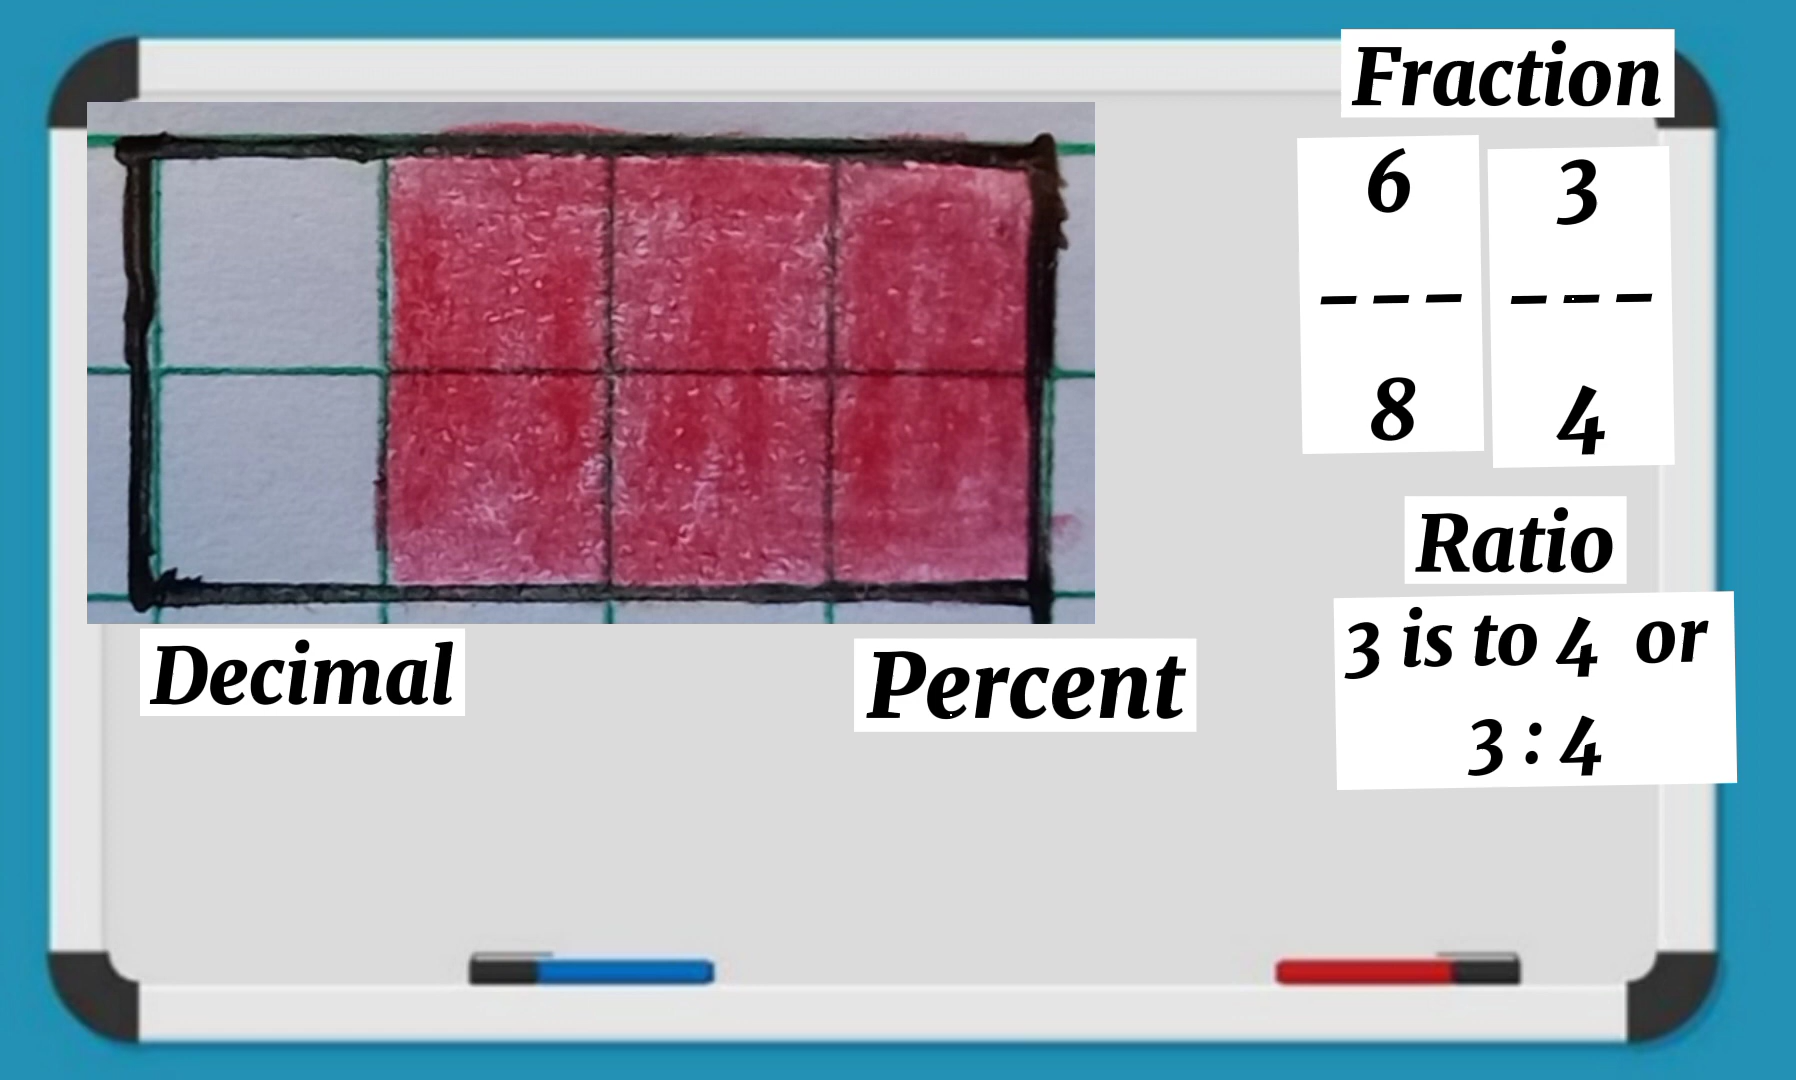 Fraction
6 3
--- ---
8 4
Ratio
3 is to 4 or
3 : 4
Decimal
Percent